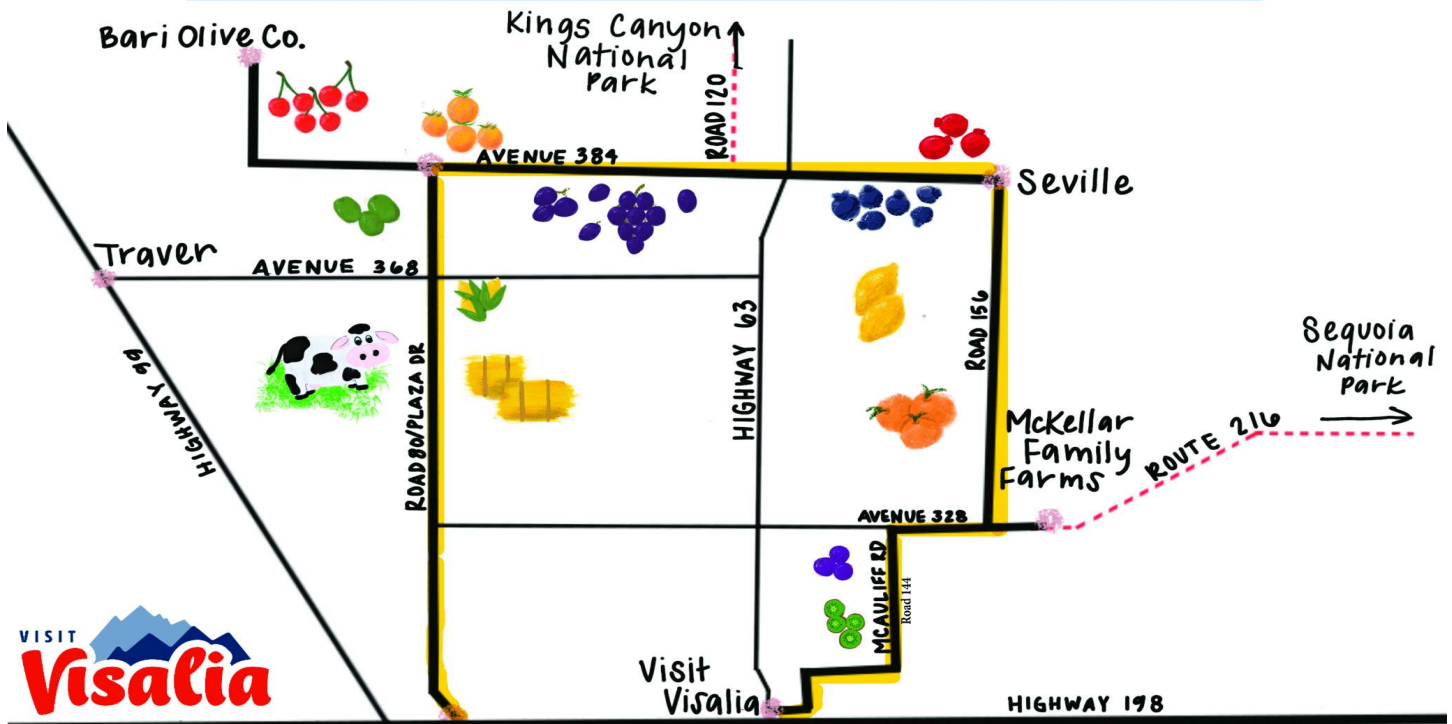 Bari Olive Co.
Kings Canyon
National
Park
ROAD 120
AVENUE 384
Seville
Traver
AVENUE 368
HIGHWAY 99
ROAD 80/PLAZA DR
HIGHWAY 63
ROAD 156
Sequoia
National
Park
McKellar
Family
Farms
ROUTE 216
AVENUE 328
MCAULIFF RD
Road 144
VISIT
Visalia
Visit
Visalia
HIGHWAY 198